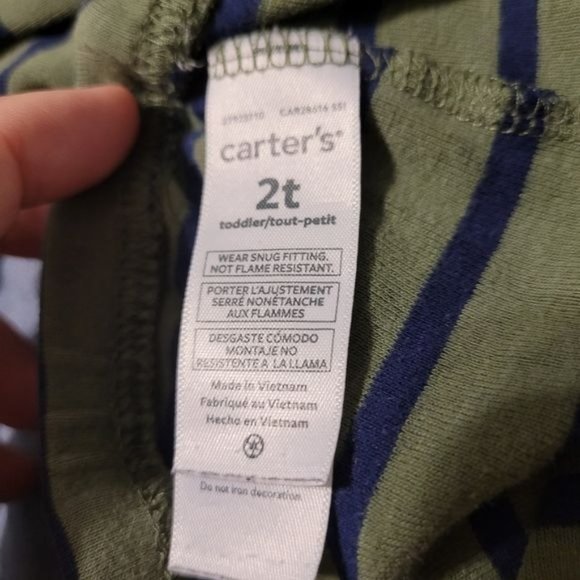 carter's®
2t
toddler/tout-petit
WEAR SNUG FITTING.
NOT FLAME RESISTANT.
PORTER L'AJUSTEMENT
SERRÉ NONÉTANCHE
AUX FLAMMES
DESGASTE CÓMODO
MONTAJE NO
RESISTENTE A LA LLAMA
Made in Vietnam
Fabriqué au Vietnam
Hecho en Vietnam
Do not iron decoration